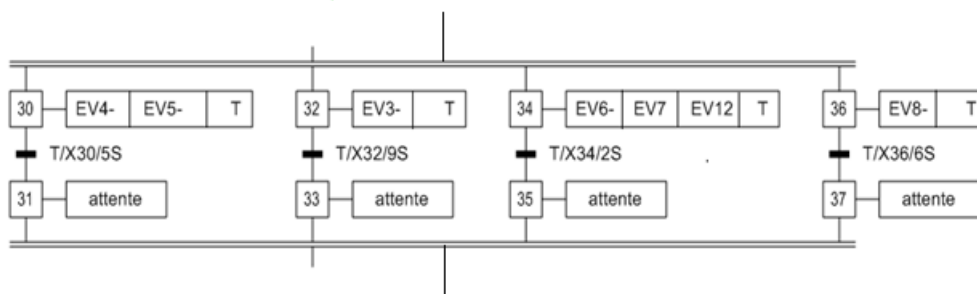 30 EV4- EV5- T 32 EV3- T 34 EV6- EV7 EV12 T 36 EV8- T
T/X30/5S T/X32/9S T/X34/2S T/X36/6S
31 attente 33 attente 35 attente 37 attente